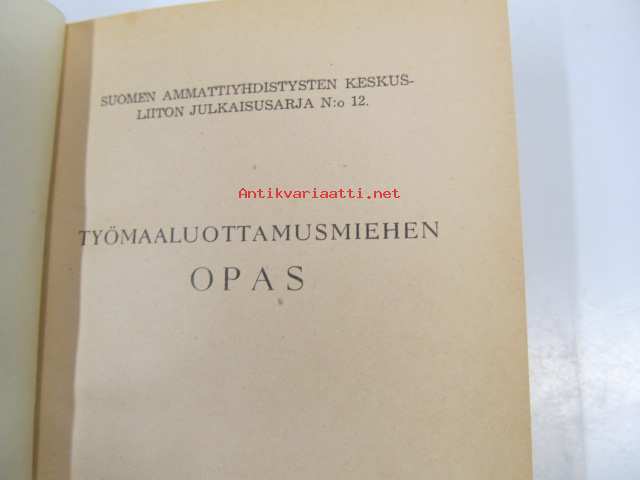 SUOMEN AMMATTIYHDISTYSTEN KESKUS-
LIITON JULKAISUSARJA N:o 12.
Antikvariaatti.net
TYÖMAALUOTTAMUSMIEHEN
OPAS